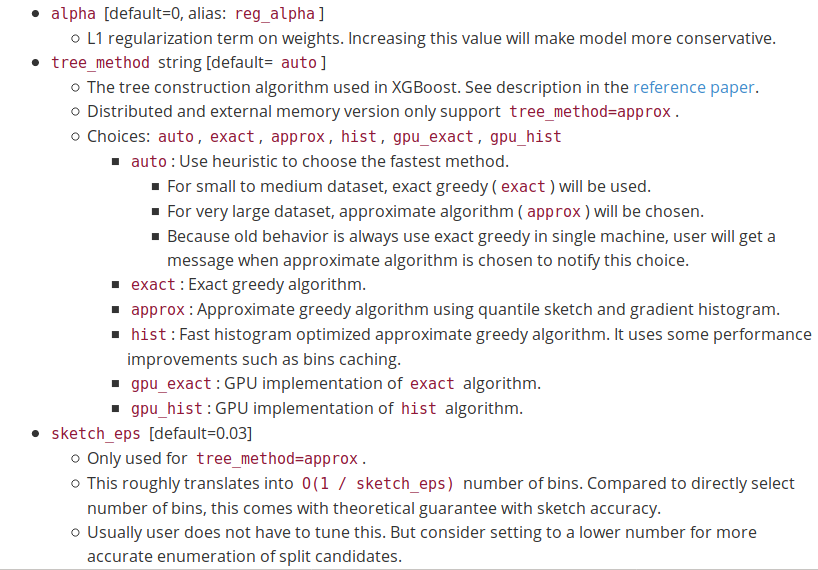 alpha [default=0, alias: reg_alpha ]
L1 regularization term on weights. Increasing this value will make model more conservative.
tree_method string [default= auto ]
The tree construction algorithm used in XGBoost. See description in the reference paper.
Distributed and external memory version only support tree_method=approx .
Choices: auto , exact , approx , hist , gpu_exact , gpu_hist
auto : Use heuristic to choose the fastest method.
For small to medium dataset, exact greedy ( exact ) will be used.
For very large dataset, approximate algorithm ( approx ) will be chosen.
Because old behavior is always use exact greedy in single machine, user will get a
message when approximate algorithm is chosen to notify this choice.
exact : Exact greedy algorithm.
approx : Approximate greedy algorithm using quantile sketch and gradient histogram.
hist : Fast histogram optimized approximate greedy algorithm. It uses some performance
improvements such as bins caching.
gpu_exact : GPU implementation of exact algorithm.
gpu_hist : GPU implementation of hist algorithm.
sketch_eps [default=0.03]
Only used for tree_method=approx .
This roughly translates into O(1 / sketch_eps) number of bins. Compared to directly select
number of bins, this comes with theoretical guarantee with sketch accuracy.
Usually user does not have to tune this. But consider setting to a lower number for more
accurate enumeration of split candidates.